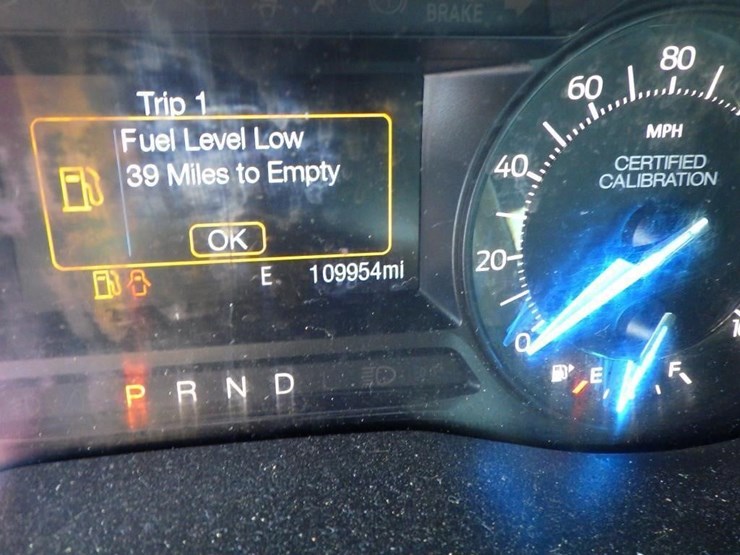 BRAKE
Trip 1
Fuel Level Low
39 Miles to Empty
OK
E 109954mi
P R N D
80
60
MPH
40
CERTIFIED
CALIBRATION
20
0
E F